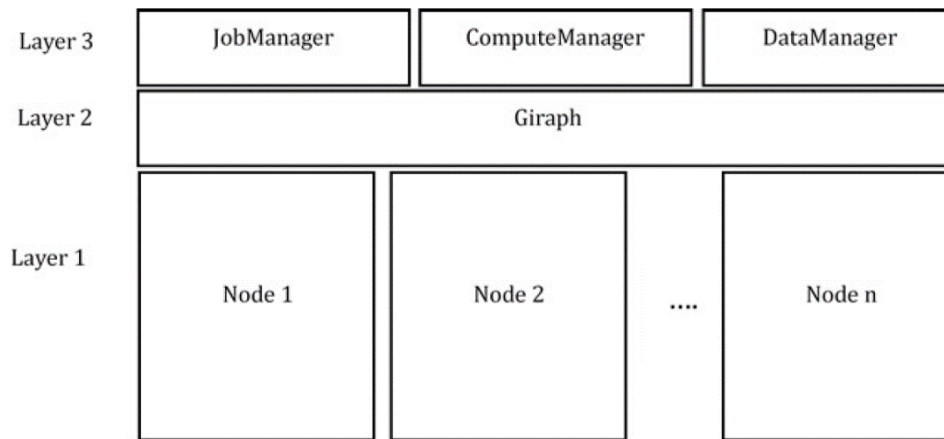 Layer 3 JobManager ComputeManager DataManager
Layer 2 Giraph
Layer 1
Node 1 Node 2 .... Node n